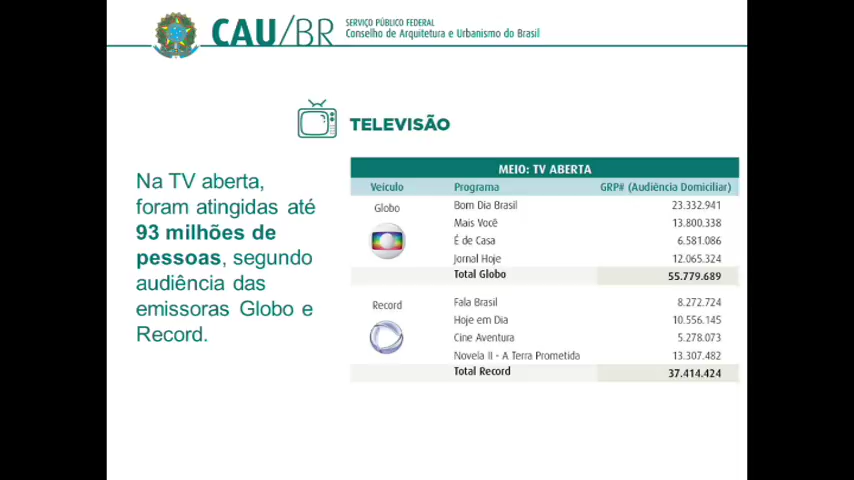 CAU/BR
SERVIÇO PÚBLICO FEDERAL
Conselho de Arquitetura e Urbanismo do Brasil
TELEVISÃO
Na TV aberta,
foram atingidas até
93 milhões de
pessoas, segundo
audiência das
emissoras Globo e
Record.
MEIO: TV ABERTA
Veículo Programa GRP# (Audiência Domiciliar)
Globo
Bom Dia Brasil 23.332.941
Mais Você 13.800.338
É de Casa 6.581.086
Jornal Hoje 12.065.324
Total Globo 55.779.689
Record
Fala Brasil 8.272.724
Hoje em Dia 10.556.145
Cine Aventura 5.278.073
Novela II - A Terra Prometida 13.307.482
Total Record 37.414.424